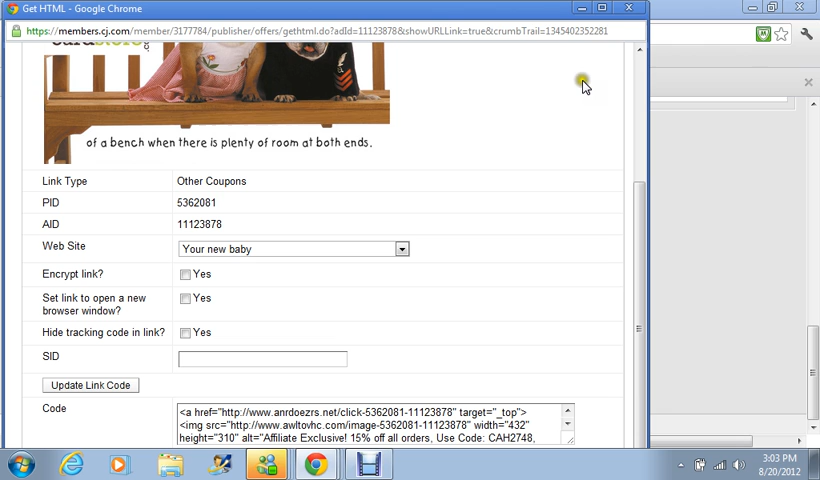 Get HTML - Google Chrome
https://members.cj.com/member/3177784/publisher/offers/gethtml.do?adId=11123878&showURLLink=true&crumbTrail=1345402352281
of a bench when there is plenty of room at both ends.
Link Type Other Coupons
PID 5362081
AID 11123878
Web Site Your new baby
Encrypt link? Yes
Set link to open a new
browser window? Yes
Hide tracking code in link? Yes
SID
Update Link Code
Code <a href="http://www.anrdoezrs.net/click-5362081-11123878" target="_top">
<img src="http://www.awltovhc.com/image-5362081-11123878" width="432"
height="310" alt="Affiliate Exclusive! 15% off all orders, Use Code: CAH2748,
3:03 PM
8/20/2012